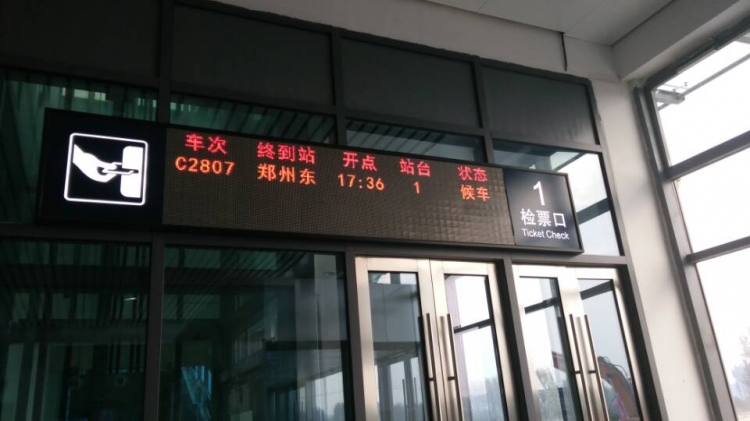 车次 终到站 开点 站台 状态
C2807 郑州东 17:36 1 候车
1
检票口
Ticket Check